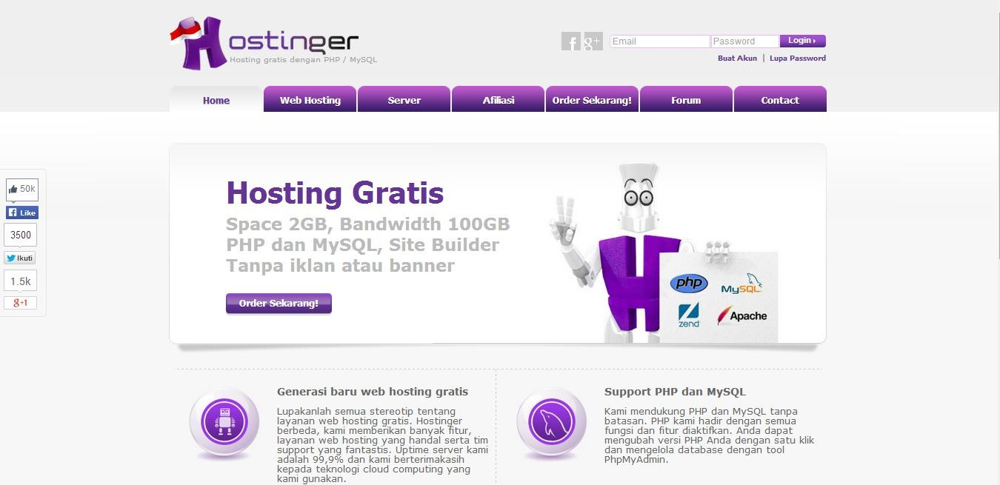 Hostinger
Hosting gratis dengan PHP / MySQL
f g+ Email Password Login
Buat Akun | Lupa Password
Home Web Hosting Server Afiliasi Order Sekarang! Forum Contact
50k
Like
3500
Ikuti
1.5k
g+1
Hosting Gratis
Space 2GB, Bandwidth 100GB
PHP dan MySQL, Site Builder
Tanpa iklan atau banner
Order Sekarang!
H
php MySQL
zend Apache
Generasi baru web hosting gratis
Lupakanlah semua stereotip tentang
layanan web hosting gratis. Hostinger
berbeda, kami memberikan banyak fitur,
layanan web hosting yang handal serta tim
support yang fantastis. Uptime server kami
adalah 99,9% dan kami berterimakasih
kepada teknologi cloud computing yang
kami gunakan.
Support PHP dan MySQL
Kami mendukung PHP dan MySQL tanpa
batasan. PHP kami hadir dengan semua
fungsi dan fitur diaktifkan. Anda dapat
mengubah versi PHP Anda dengan satu klik
dan mengelola database dengan tool
PhpMyAdmin.